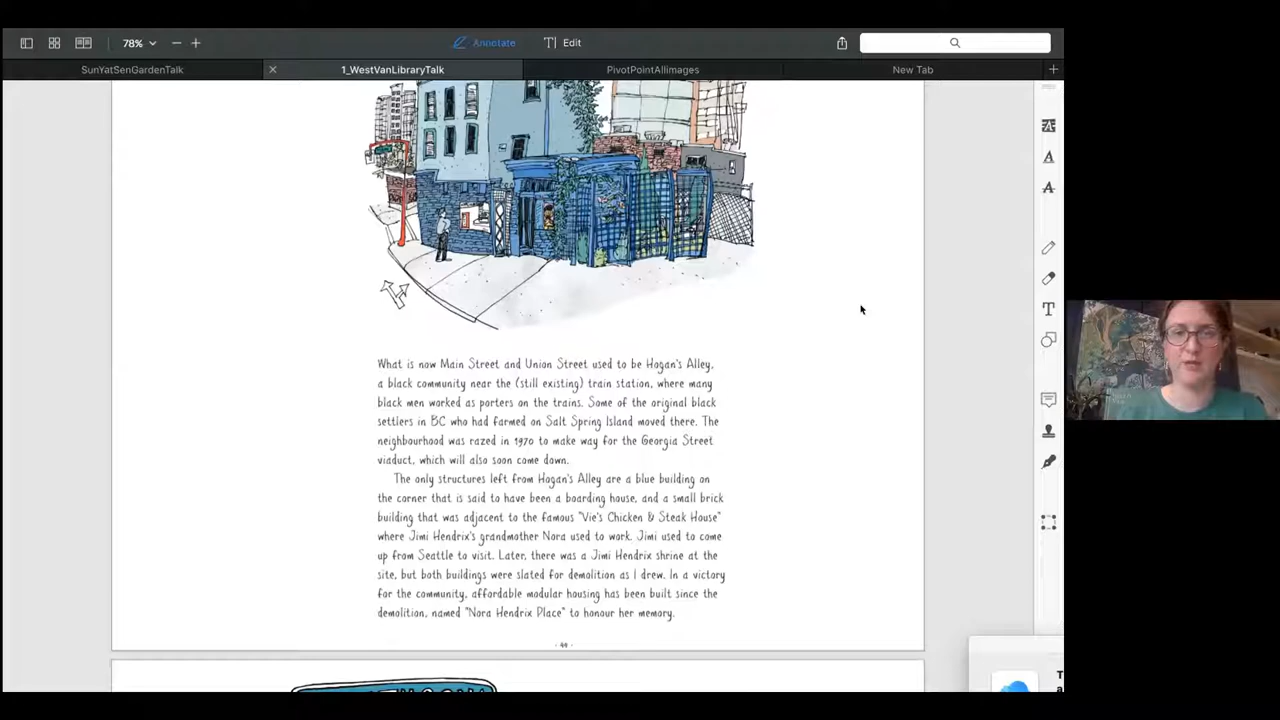 78%
Annotate
Edit
SunYatSenGardenTalk
1_WestVanLibraryTalk
PivotPointAllimages
New Tab
What is now Main Street and Union Street used to be Hogan's Alley,
a black community near the (still existing) train station, where many
black men worked as porters on the trains. Some of the original black
settlers in BC who had farmed on Salt Spring Island moved there. The
neighbourhood was razed in 1970 to make way for the Georgia Street
viaduct, which will also soon come down.
The only structures left from Hogan's Alley are a blue building on
the corner that is said to have been a boarding house, and a small brick
building that was adjacent to the famous "Vie's Chicken & Steak House"
where Jimi Hendrix's grandmother Nora used to work. Jimi used to come
up from Seattle to visit. Later, there was a Jimi Hendrix shrine at the
site, but both buildings were slated for demolition as I drew. In a victory
for the community, affordable modular housing has been built since the
demolition, named "Nora Hendrix Place" to honour her memory.